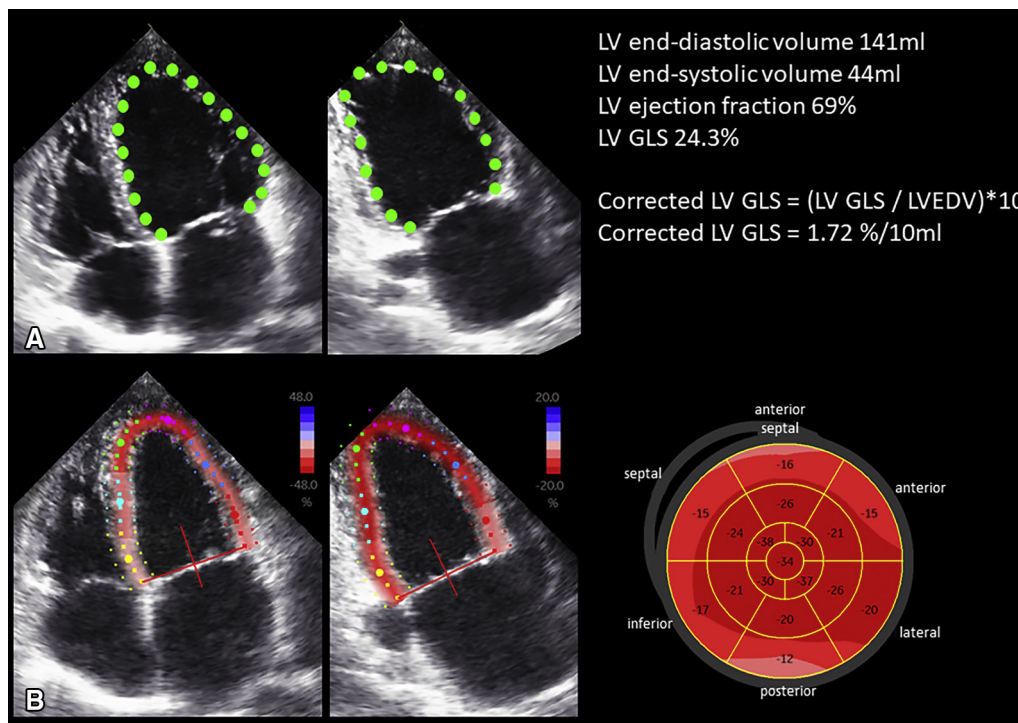 LV end-diastolic volume 141ml
LV end-systolic volume 44ml
LV ejection fraction 69%
LV GLS 24.3%
Corrected LV GLS = (LV GLS / LVEDV)*10
Corrected LV GLS = 1.72 %/10ml
A
48.0
-48.0
%
20.0
-20.0
%
anterior
septal
septal
anterior
-16
-15
-15
-26
-24
-21
-38
-30
-34
-30
-37
-21
-26
-17
-20
-20
-12
inferior
lateral
posterior
B